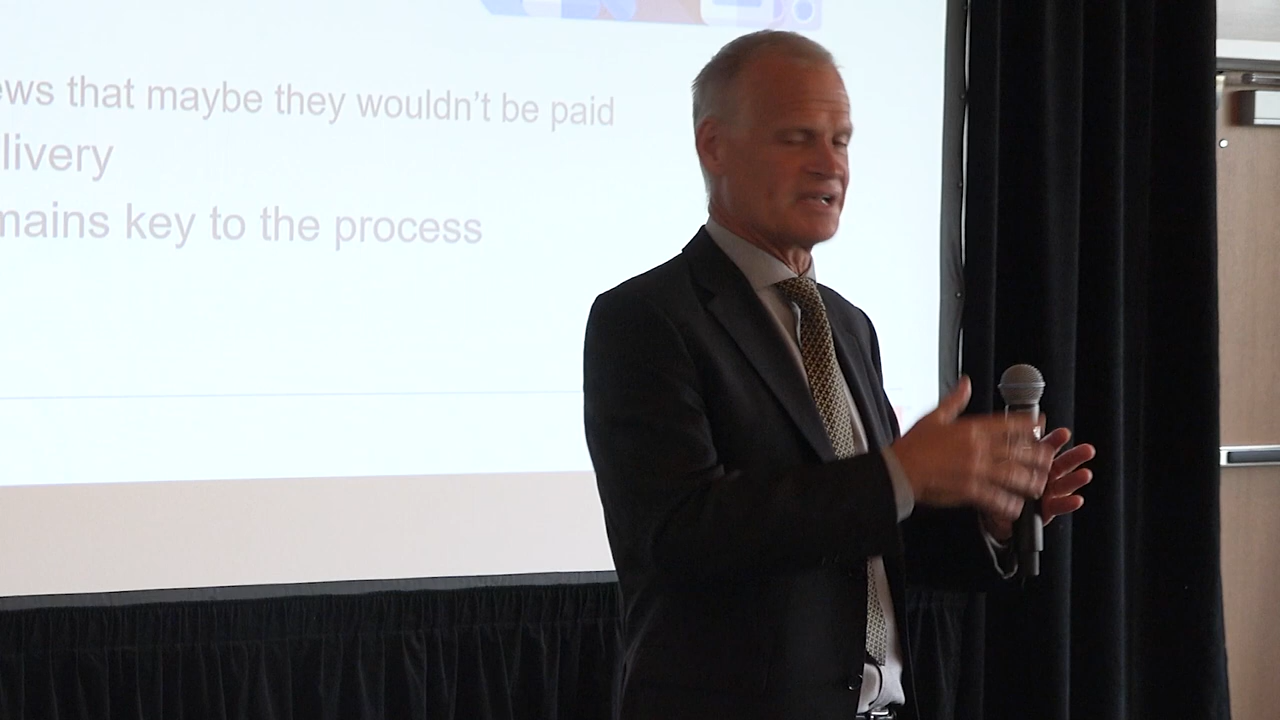 ews that maybe they wouldn't be paid
livery
mains key to the process